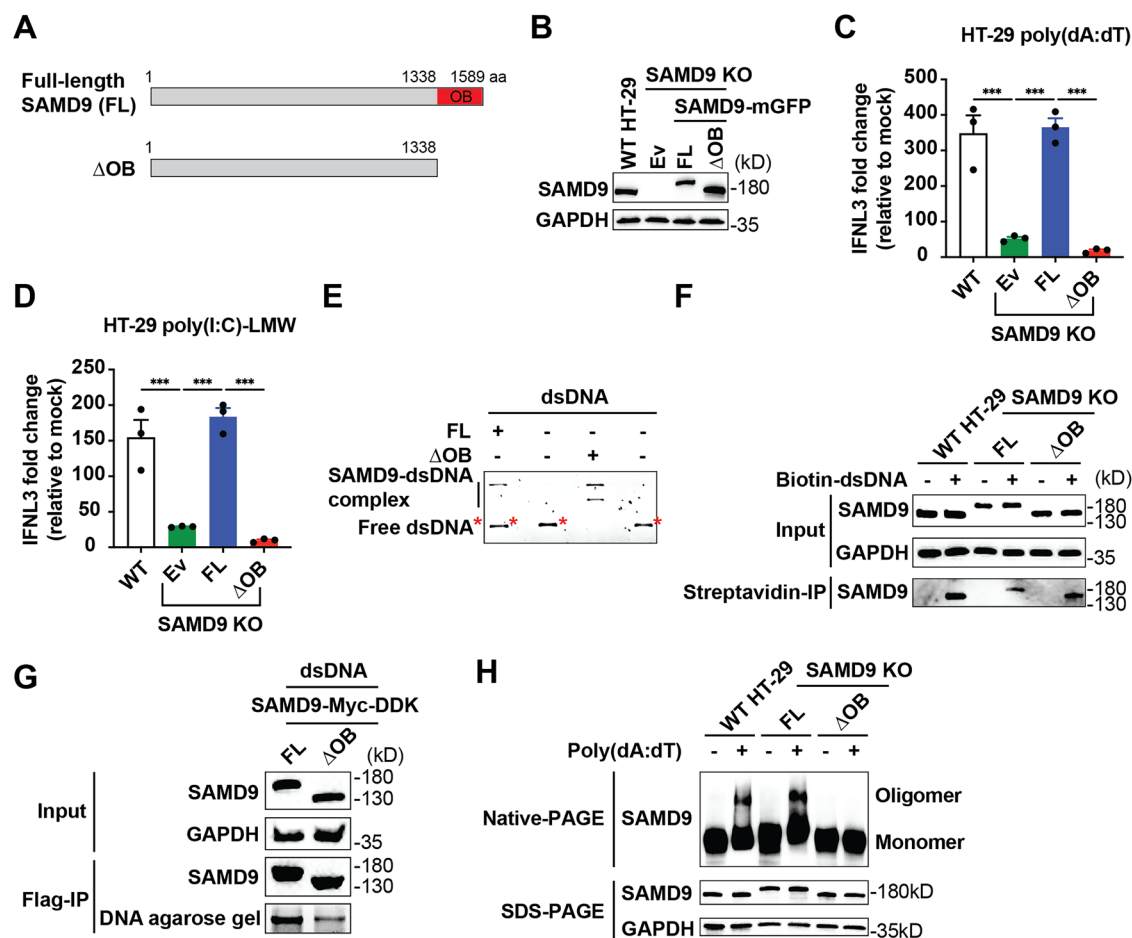 A
Full-length
SAMD9 (FL)
1
1338
1589 aa
OB
ΔOB
1
1338
B
SAMD9 KO
SAMD9-mGFP
WT HT-29
Ev
FL
ΔOB
(kD)
SAMD9
-180
GAPDH
-35
C
HT-29 poly(dA:dT)
IFNL3 fold change
(relative to mock)
500
400
300
200
100
0
***
***
***
WT
Ev
FL
ΔOB
SAMD9 KO
D
HT-29 poly(I:C)-LMW
IFNL3 fold change
(relative to mock)
250
200
150
100
50
0
***
***
***
WT
Ev
FL
ΔOB
SAMD9 KO
E
dsDNA
FL + - - -
ΔOB - - + -
SAMD9-dsDNA
complex
Free dsDNA
* * * *
F
WT HT-29
SAMD9 KO
FL
ΔOB
Biotin-dsDNA - + - + - + (kD)
Input
SAMD9
-180
-130
GAPDH
-35
Streptavidin-IP
SAMD9
-180
-130
G
dsDNA
SAMD9-Myc-DDK
FL
ΔOB
(kD)
Input
SAMD9
-180
-130
GAPDH
-35
Flag-IP
SAMD9
-180
-130
DNA agarose gel
H
WT HT-29
SAMD9 KO
FL
ΔOB
Poly(dA:dT) - + - + - +
Native-PAGE
SAMD9
Oligomer
Monomer
SDS-PAGE
SAMD9
-180kD
GAPDH
-35kD